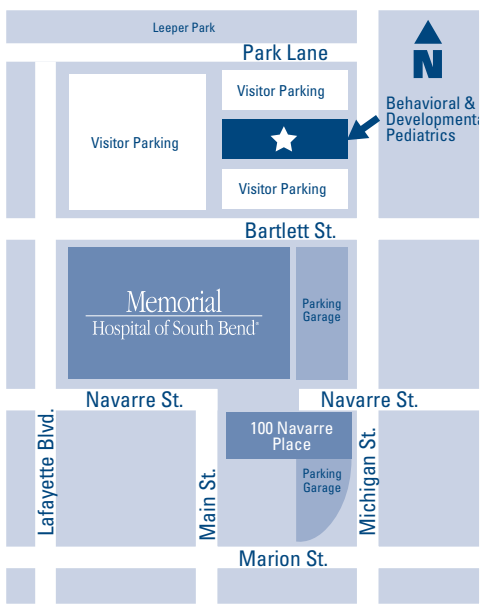 Leeper Park
Park Lane
N
Visitor Parking
Visitor Parking
Behavioral &
Developmenta
Pediatrics
Visitor Parking
Bartlett St.
Memorial
Hospital of South Bend®
Parking
Garage
Navarre St.
Navarre St.
100 Navarre
Place
Lafayette Blvd.
Main St.
Michigan St.
Parking
Garage
Marion St.